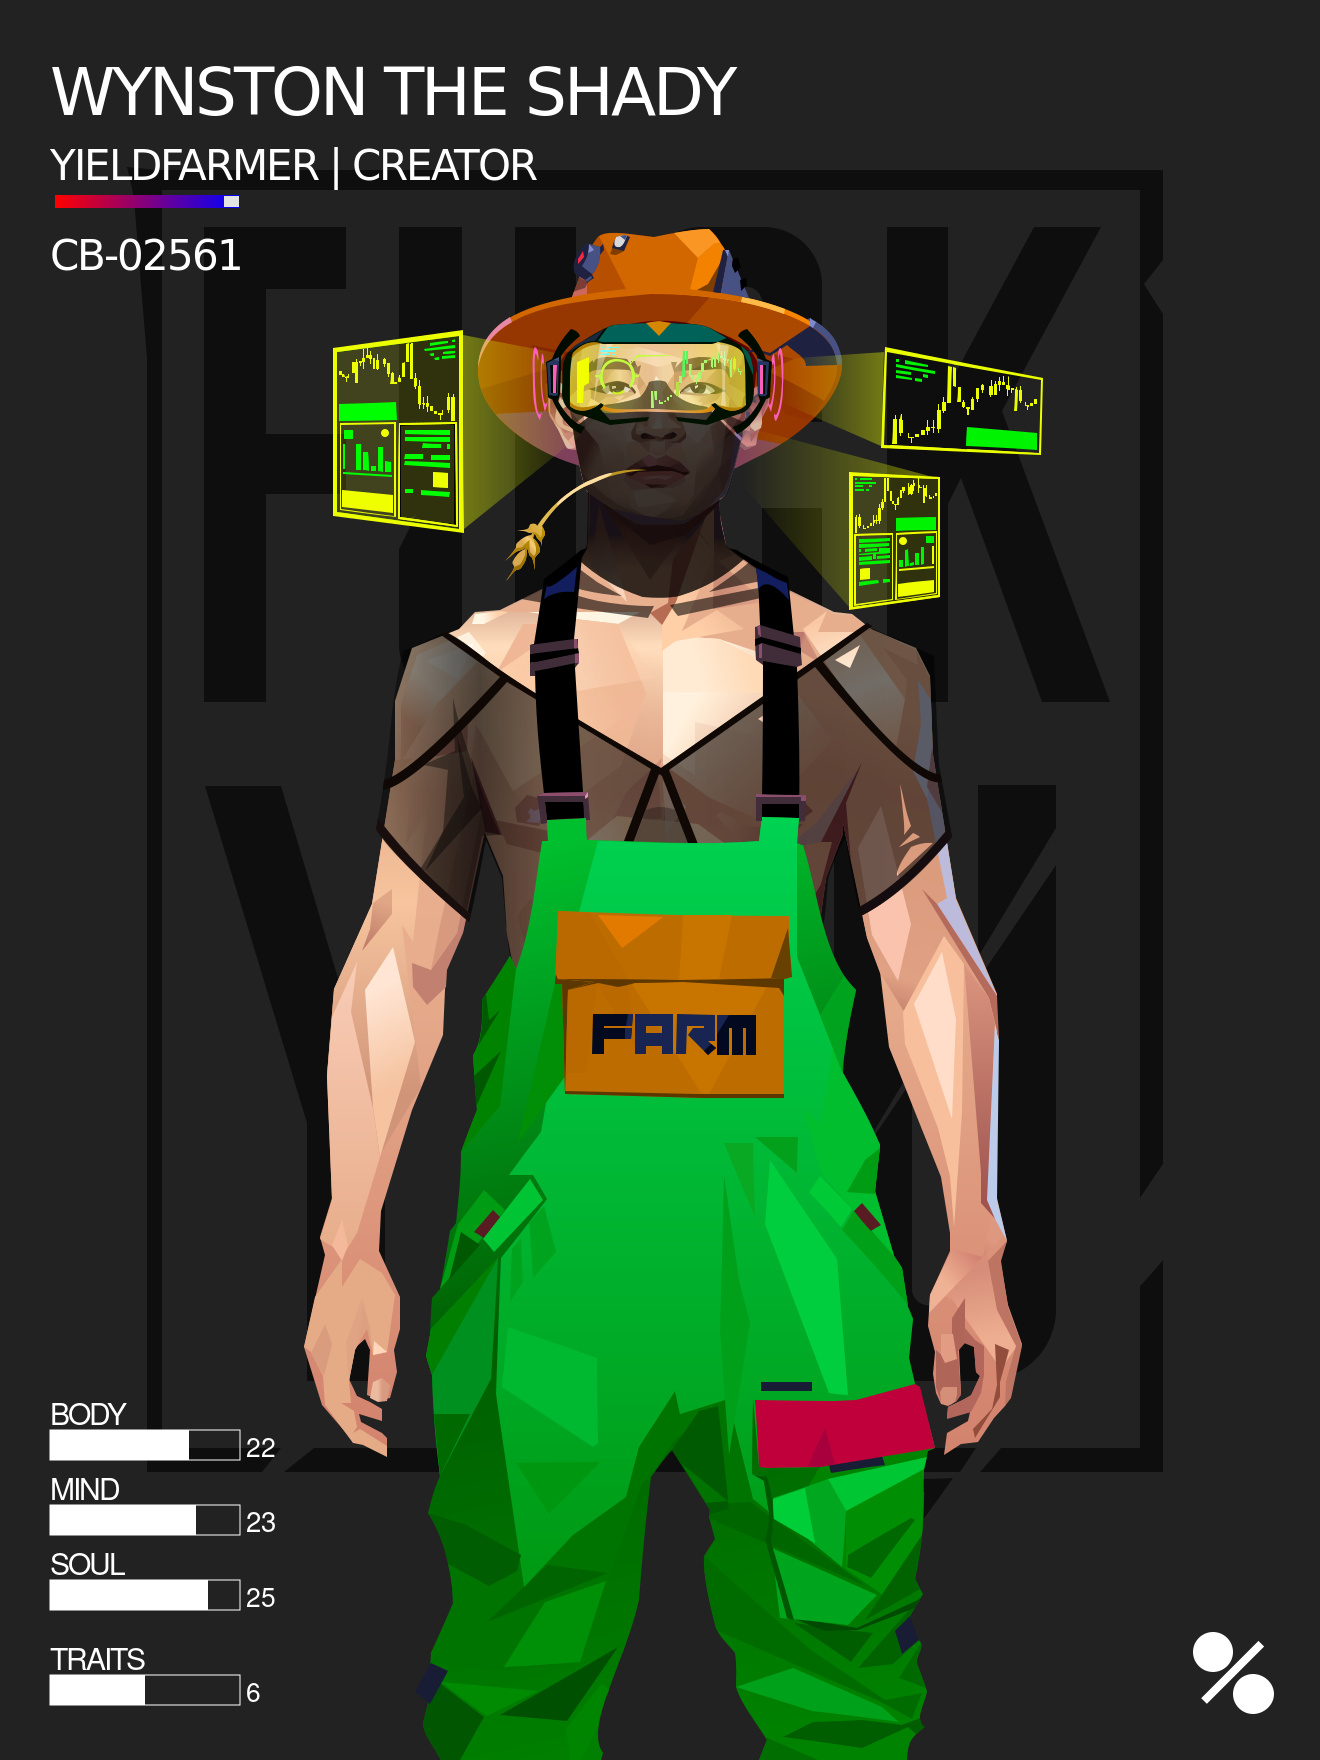 WYNSTON THE SHADY
YIELDFARMER | CREATOR
CB-02561
FARM
BODY
22
MIND
23
SOUL
25
TRAITS
6